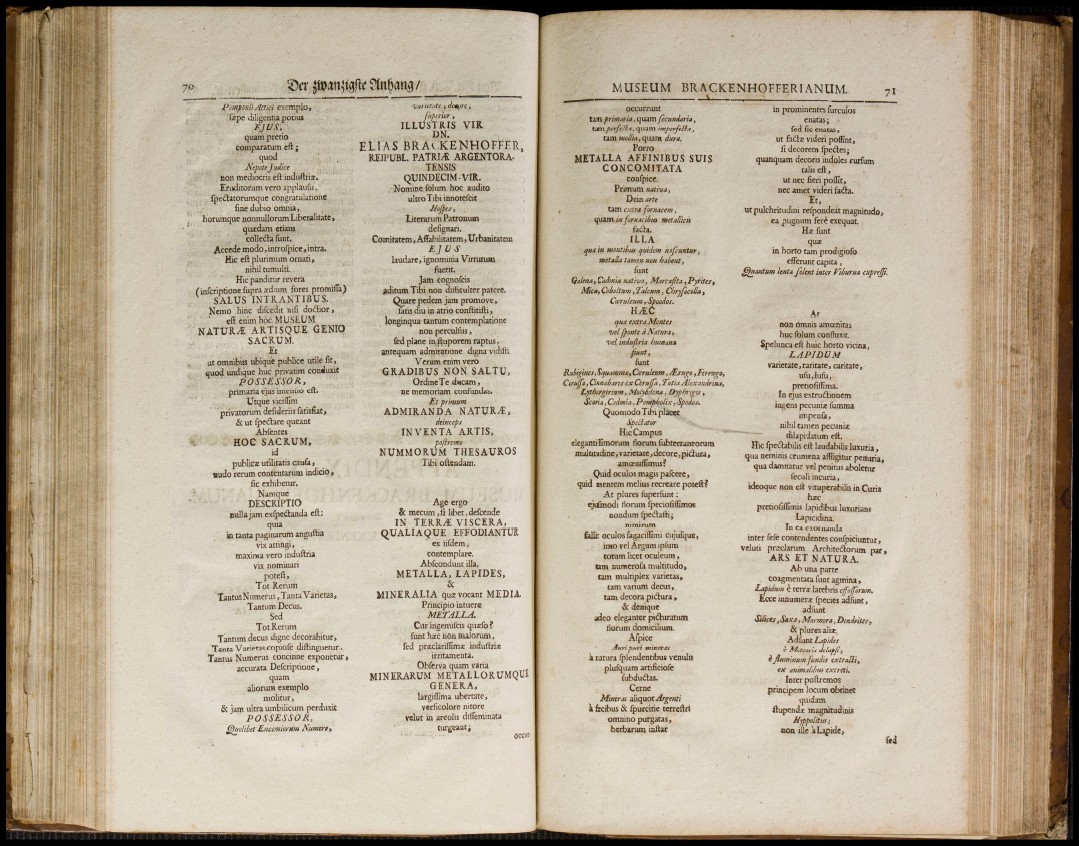 70 Der zwanzigste Anhang/
Pomponii Attici exemplo,
sæpe diligentia potius
EJUS,
quam pretio
comparatum est;
quod
Nepote Judice
non mediocris est industriæ.
Eruditorum vero applausu,
spectatorumque congratulatione
sine dubio omnia,
horumque nonnullorum Liberalitate,
quædam etiam
collecta sunt.
Accede modo, introspice, intra.
Hic est plurimum ornati,
nihil tumulti.
Hic panditur revera
(inscriptione supra ædium fores promissa)
SALUS INTRANTIBUS.
Nemo hinc discedit nisi doctior,
est enim hoc MUSEUM
NATURÆ ARTISQUE GENIO
SACRUM.
Et
ut omnibus ubique publice utile sit,
quod undique huc privatim conduxit
POSSESSOR,
primaria ejus intentio est.
Utque vicissim
privatorum desideriis satisfiat,
& ut spectare queant
Absentes
HOC SACRUM,
id
publicæ utilitatis causa,
nudo rerum contentarum indicio,
sic exhibetur.
Namque
DESCRIPTIO
nulla jam exspectanda est;
quia
in tanta paginarum angustia
vix attingi,
maxima vero industria
vix nominari
potest,
Tot Rerum
Tantus Numerus, Tanta Varietas,
Tantum Decus.
Sed
Tot Rerum
Tantum decus digne decorabitur,
Tanta Varietas copiose distinguetur.
Tantus Numerus concinne exponetur,
accurata Descriptione,
quam
aliorum exemplo
molitur,
& jam ultra umbilicum perduxit
POSSESSOR,
Quolibet Encomiorum Numero,
varietate, decore,
superior,
ILLUSTRIS VIR
DN.
ELIAS BRACKENHOFFER,
REIPUBL. PATRIÆ ARGENTORA-
TENSIS
QUINDECIM-VIR.
Nomine solum hoc audito
ultro Tibi innotescit
Hospes,
Literarum Patronum
designari.
Comitatem, Affabilitatem, Urbanitatem
EJUS
laudare, ignominia Virtutum
fuerit.
Jam cognoscis
aditum Tibi non difficulter patere.
Quare pedem jam promove,
satis diu in atrio constitisti,
longinqua tantum contemplatione
non perculsus,
sed plane in stuporem raptus,
antequam admiratione digna vidisti.
Verum enim vero
GRADIBUS NON SALTU,
Ordine Te ducam,
ne memoriam confundas.
Et primum
ADMIRANDA NATURÆ,
deinceps
INVENTA ARTIS,
postremo
NUMMORUM THESAUROS
Tibi ostendam.
Age ergo
& mecum, si libet, descende
IN TERRÆ VISCERA,
QUALIAQUE EFFODIANTUR
ex iisdem,
contemplare.
Abscondunt illa,
METALLA, LAPIDES,
&
MINERALIA quæ vocant MEDIA.
Principio intuere
METALLA.
Cur ingemiscis quæso?
sunt hæc non malorum,
sed præclarissimæ industriæ
irritamenta.
Observa quam varia
MINERARUM METALLORUMQUE
GENERA,
largissima ubertate,
versicolore nitore
velut in areolis disseminata
turgeant;
occur-
MUSEUM BRACKENHOFFERIANUM. 71
occurrunt
tam primaria, quam secundaria,
tam perfecta, quam imperfecta,
tam mollia, quam dura.
Porro
METALLA AFFINIBUS SUIS
CONCOMITATA
conspice.
Primum nativa,
Dein arte
tam extra fornacem,
quam in fornacibus metallicis
facta.
ILLA
quæ in montibus quidem nascuntur,
metalla tamen non habent,
sunt
Galena, Cadmia nativa, Marcasita, Pyrites,
Mica, Coboltum, Talcum, Chrysocolla,
Cæruleum, Spodos.
HÆC
quæ extra Montes
vel sponte à Natura,
vel industria humana
fiunt,
sunt
Rubigines, Squammæ, Cæruleum, Ærugo, Ferrugo,
Cerussa, Cinnabaris ex Cerussa, Tutia Alexandrina,
Lythargirium, Molybdena, Diphryges,
Scoria, Cadmia, Pompholix, Spodos.
Quomodo Tibi placet
Spectator
Hic Campus
elegantissimorum florum subterraneorum
multitudine, varietate, decore, pictura,
amœnissimus?
Quid oculos magis pascere,
quid mentem melius recreare potest?
At plures supersunt:
ejusmodi florum speciosissimos
nondum spectasti;
nimirum
fallit oculos sagacissimi cujusque,
imo vel Argum ipsum
totum licet oculeum,
tam numerosa multitudo,
tam multiplex varietas,
tam varium decus,
tam decora pictura,
& denique
adeo eleganter picturatum
florum domicilium.
Aspice
Auri puri mineras
à natura splendentibus venulis
plusquam artificiose
subductas.
Cerne
Mineras aliquot Argenti
à fæcibus & spurcitie terrestri
omnino purgatas,
herbarum instar
in prominentes surculos
enatas;
sed sic enatas,
ut factæ videri possint,
si decorem spectes;
quanquam decoris indoles rursum
talis est,
ut nec fieri possit,
nec amet videri facta.
Et,
ut pulchritudini respondeat magnitudo,
ea pugnum ferè exequat.
Hæ sunt
quæ
in horto tam prodigioso
efferunt capita,
Quantum lenta solent inter Viburna cupressi.
At
non omnis amœnitas
huc solum confluxit.
Spelunca est huic horto vicina,
LAPIDUM
varietate, raritate, caritate,
usu, lusu,
pretiosissima.
In ejus extructionem
ingens pecuniæ summa
impensa,
nihil tamen pecuniæ
dilapidatum est.
Hic spectabilis est laudabilis luxuria,
qua neminis crumena affligitur penuria,
qua damnatur vel penitus aboletur
seculi incuria,
ideoque non est vituperabilis in Curia
hæc
pretiosissimis lapidibus luxurians
Lapicidina.
In ea exornanda
inter sese contendentes conspiciuntur,
veluti præclarum Architectorum par,
ARS ET NATURA.
Ab una parte
coagmentata sunt agmina,
Lapidum è terræ latebris effossorum.
Ecce innumeræ species adsunt,
adsunt
Silices, Saxa, Marmora, Dendrites,
& plures aliæ.
Adsunt Lapides
è Meteoris delapsi,
è fluminum fundis extracti,
ex animalibus excreti.
Inter postremos
principem locum obtinet
quidam
stupendæ magnitudinis
Hyppolitus;
non ille à Lapide,
sed